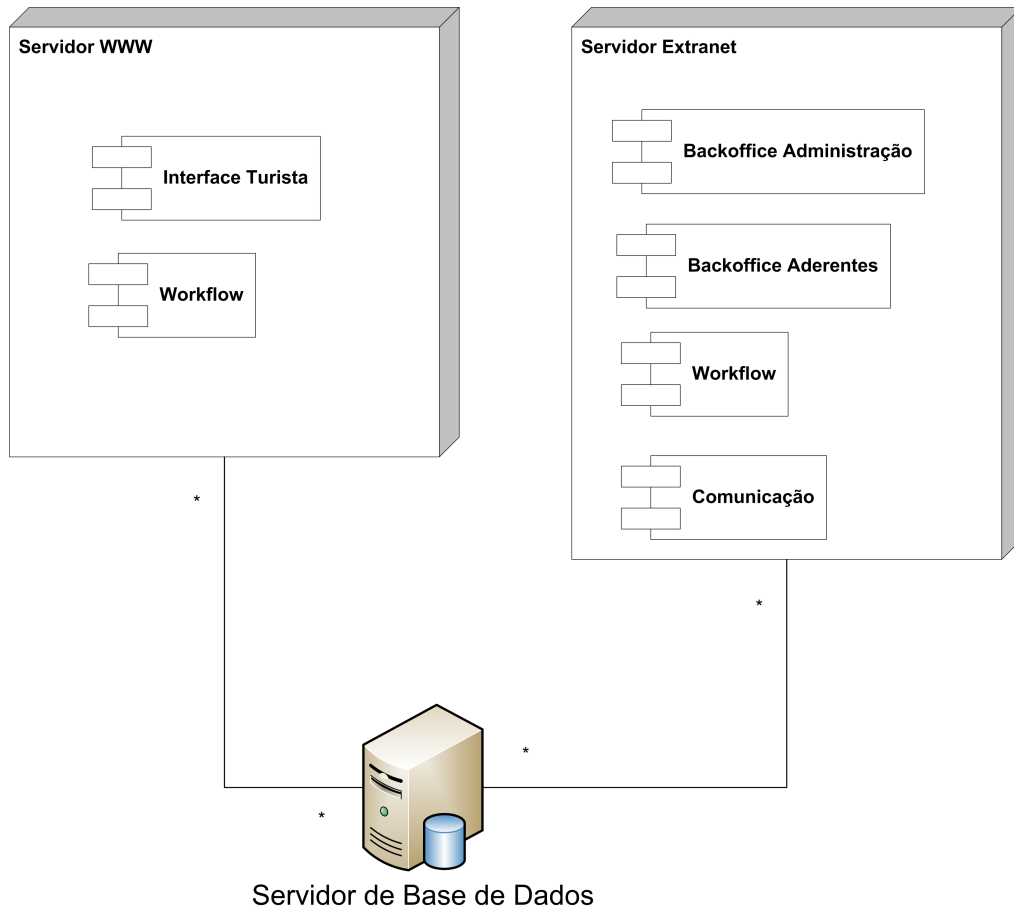 Servidor WWW
Interface Turista
Workflow
*
Servidor Extranet
Backoffice Administração
Backoffice Aderentes
Workflow
Comunicação
*
*
*
Servidor de Base de Dados